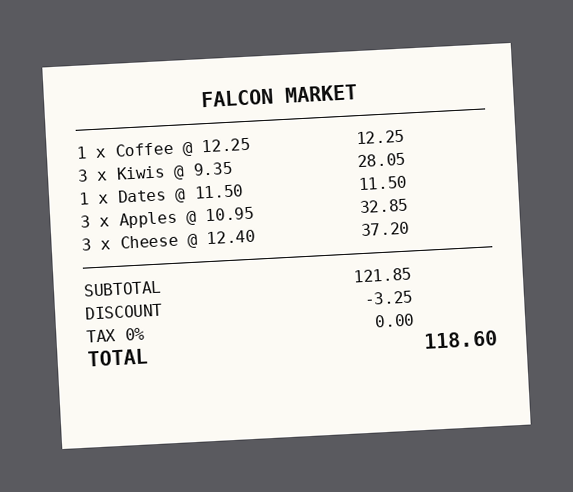 FALCON MARKET
1 x Coffee @ 12.25 12.25
3 x Kiwis @ 9.35 28.05
1 x Dates @ 11.50 11.50
3 x Apples @ 10.95 32.85
3 x Cheese @ 12.40 37.20
SUBTOTAL 121.85
DISCOUNT -3.25
TAX 0% 0.00
TOTAL 118.60